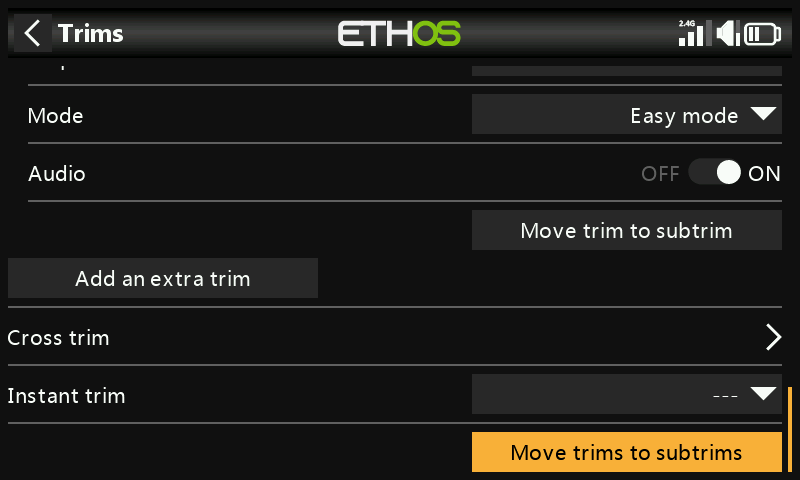 Trims
ETHOS
2.4G
Mode
Easy mode
Audio
OFF ON
Move trim to subtrim
Add an extra trim
Cross trim
Instant trim
---
Move trims to subtrims